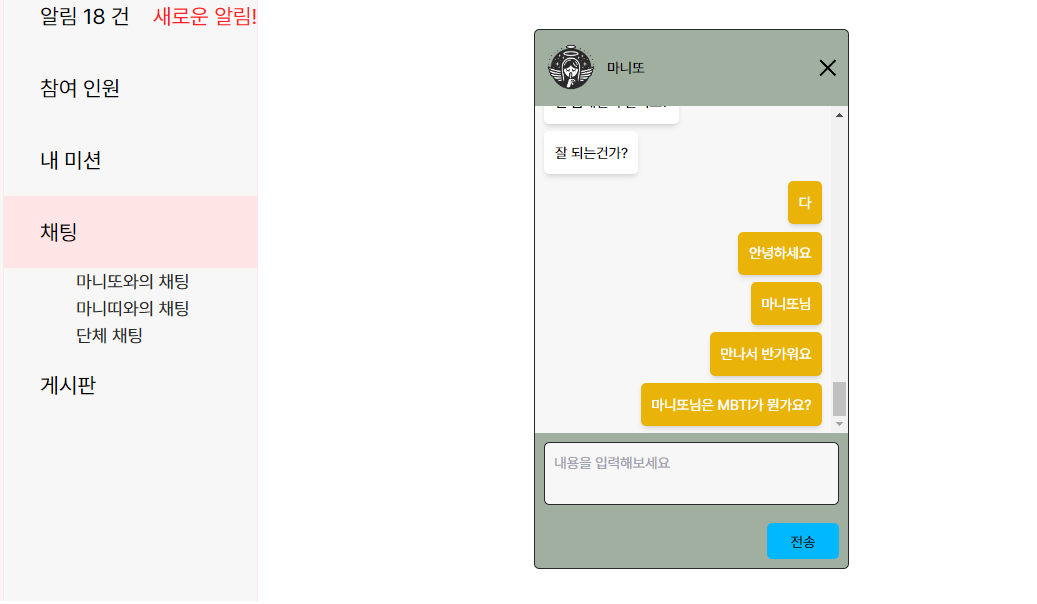 알림 18 건 새로운 알림!
참여 인원
내 미션
채팅
마니또와의 채팅
마니띠와의 채팅
단체 채팅
게시판
마니또
잘 되는건가?
다
안녕하세요
마니또님
만나서 반가워요
마니또님은 MBTI가 뭔가요?
내용을 입력해보세요
전송